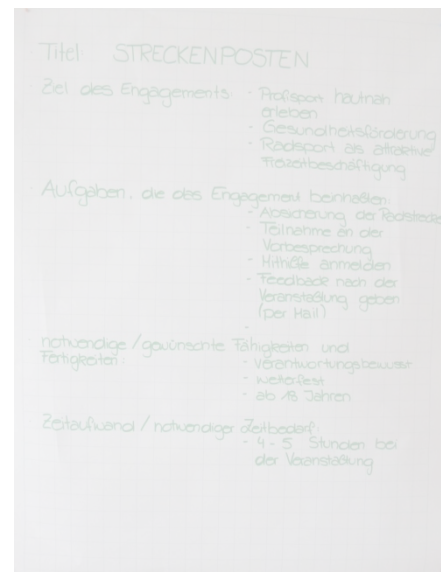 Titel STRECKENPOSTEN
Ziel des Engagements - Profisport hautnah
erleben
- Gesundheitsförderung
- Radsport als attraktive
Freizeitbeschäftigung
Aufgaben, die das Engagement beinhalten:
- Absicherung der Radstrecke
- Teilnahme an der
Vorbesprechung
- Mithilfe anmelden
- Feedback nach der
Veranstaltung geben
(per Mail)
-
notwendige / gewünschte Fähigkeiten und
Fertigkeiten:
- Verantwortungsbewusst
- wetterfest
- ab 18 Jahren
Zeitaufwand / notwendiger Zeitbedarf:
- 4 - 5 Stunden bei
der Veranstaltung